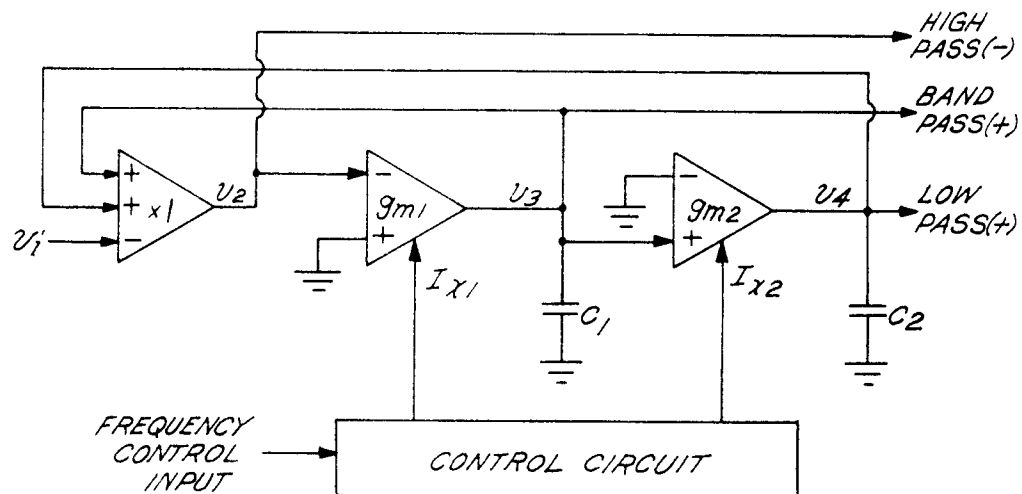 HIGH
PASS(-)
BAND
PASS(+)
+
+ x1
-
v2
vi
-
gm1
+
v3
-
gm2
+
v4
LOW
PASS(+)
Ix1
Ix2
C1
C2
FREQUENCY
CONTROL
INPUT
CONTROL CIRCUIT